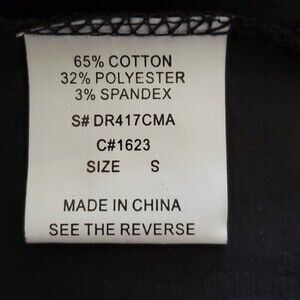 65% COTTON
32% POLYESTER
3% SPANDEX
S# DR417CMA
C#1623
SIZE S
MADE IN CHINA
SEE THE REVERSE